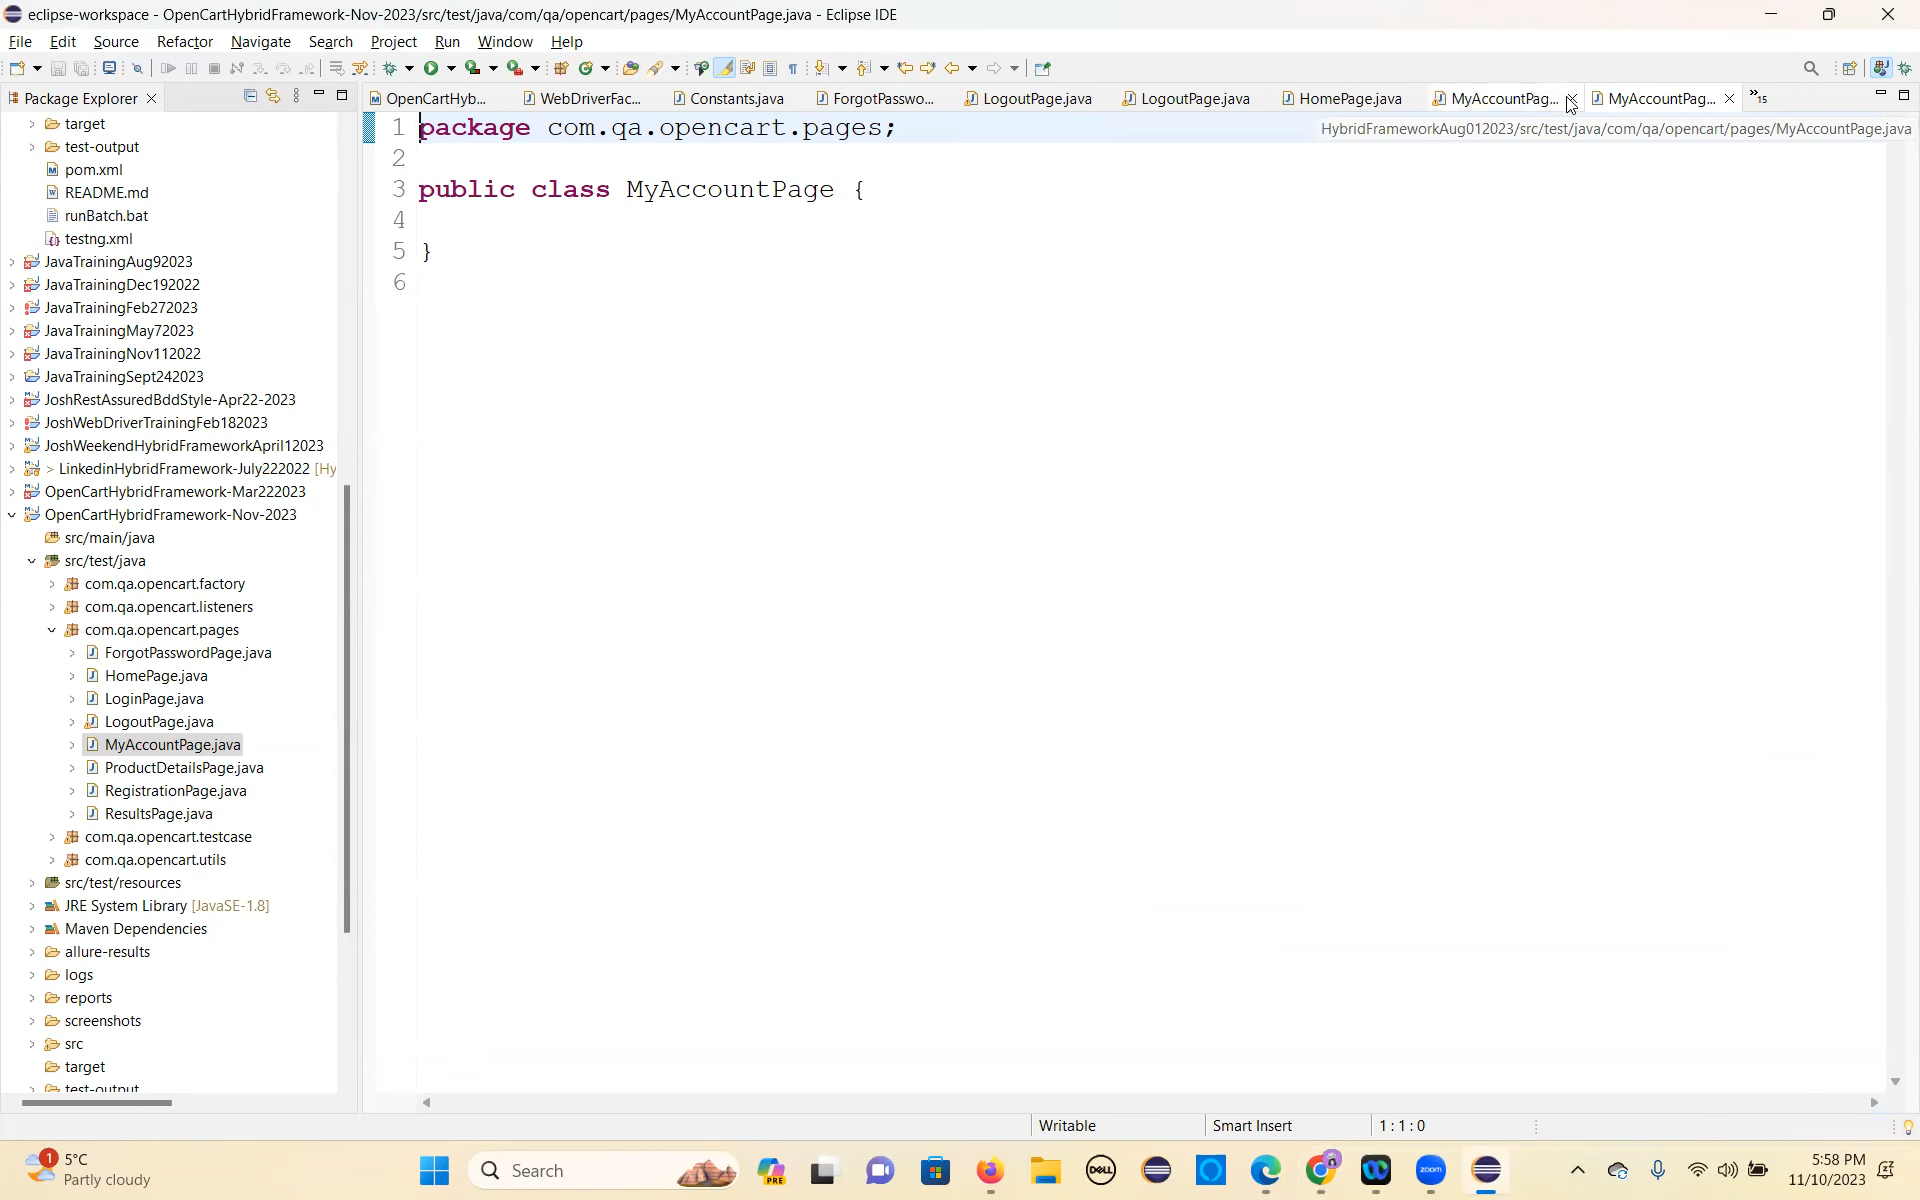 eclipse-workspace - OpenCartHybridFramework-Nov-2023/src/test/java/com/qa/opencart/pages/MyAccountPage.java - Eclipse IDE
File Edit Source Refactor Navigate Search Project Run Window Help
Package Explorer
OpenCartHyb... WebDriverFac... Constants.java ForgotPasswo... LogoutPage.java LogoutPage.java HomePage.java MyAccountPag... MyAccountPag... »15
HybridFrameworkAug012023/src/test/java/com/qa/opencart/pages/MyAccountPage.java
1 package com.qa.opencart.pages;
2
3 public class MyAccountPage {
4
5 }
6
target
test-output
pom.xml
README.md
runBatch.bat
testng.xml
JavaTrainingAug92023
JavaTrainingDec192022
JavaTrainingFeb272023
JavaTrainingMay72023
JavaTrainingNov112022
JavaTrainingSept242023
JoshRestAssuredBddStyle-Apr22-2023
JoshWebDriverTrainingFeb182023
JoshWeekendHybridFrameworkApril12023
> LinkedinHybridFramework-July222022 [Hy
OpenCartHybridFramework-Mar222023
OpenCartHybridFramework-Nov-2023
src/main/java
src/test/java
com.qa.opencart.factory
com.qa.opencart.listeners
com.qa.opencart.pages
ForgotPasswordPage.java
HomePage.java
LoginPage.java
LogoutPage.java
MyAccountPage.java
ProductDetailsPage.java
RegistrationPage.java
ResultsPage.java
com.qa.opencart.testcase
com.qa.opencart.utils
src/test/resources
JRE System Library [JavaSE-1.8]
Maven Dependencies
allure-results
logs
reports
screenshots
src
target
test-output
Writable Smart Insert 1 : 1 : 0
1 5°C
Partly cloudy
Search
PRE
DELL
zoom
5:58 PM
11/10/2023